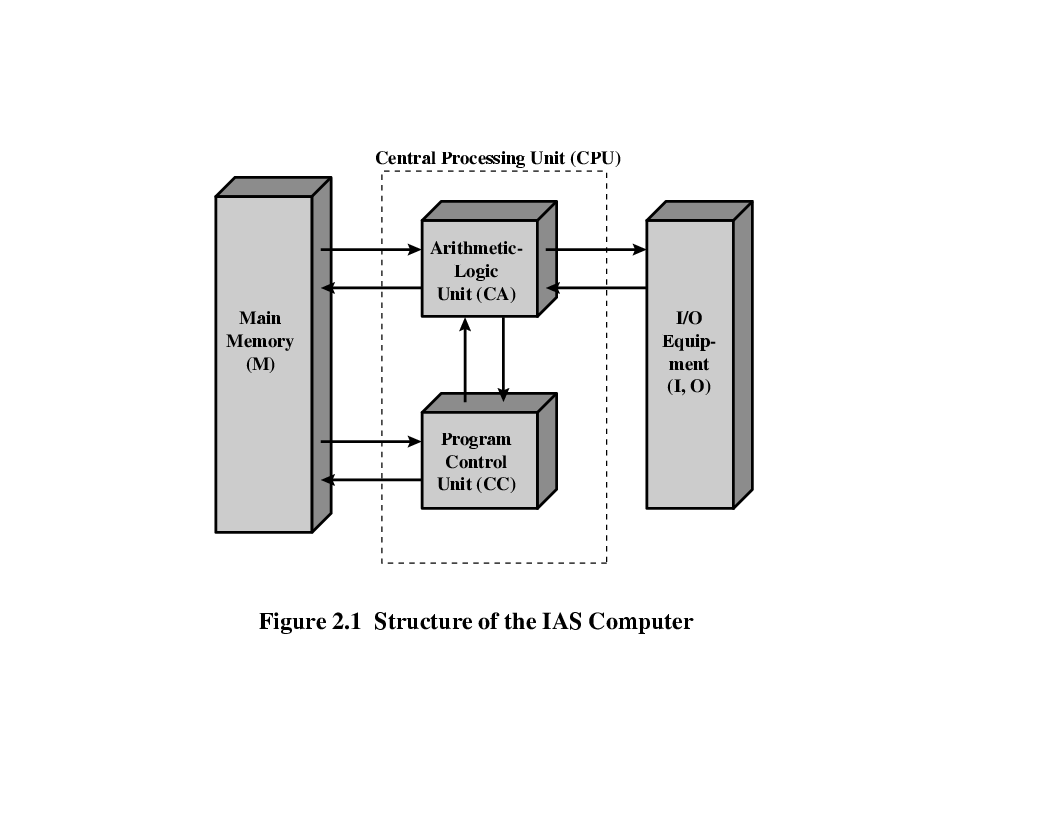 Central Processing Unit (CPU)
Main
Memory
(M)
Arithmetic-
Logic
Unit (CA)
Program
Control
Unit (CC)
I/O
Equip-
ment
(I, O)
Figure 2.1 Structure of the IAS Computer